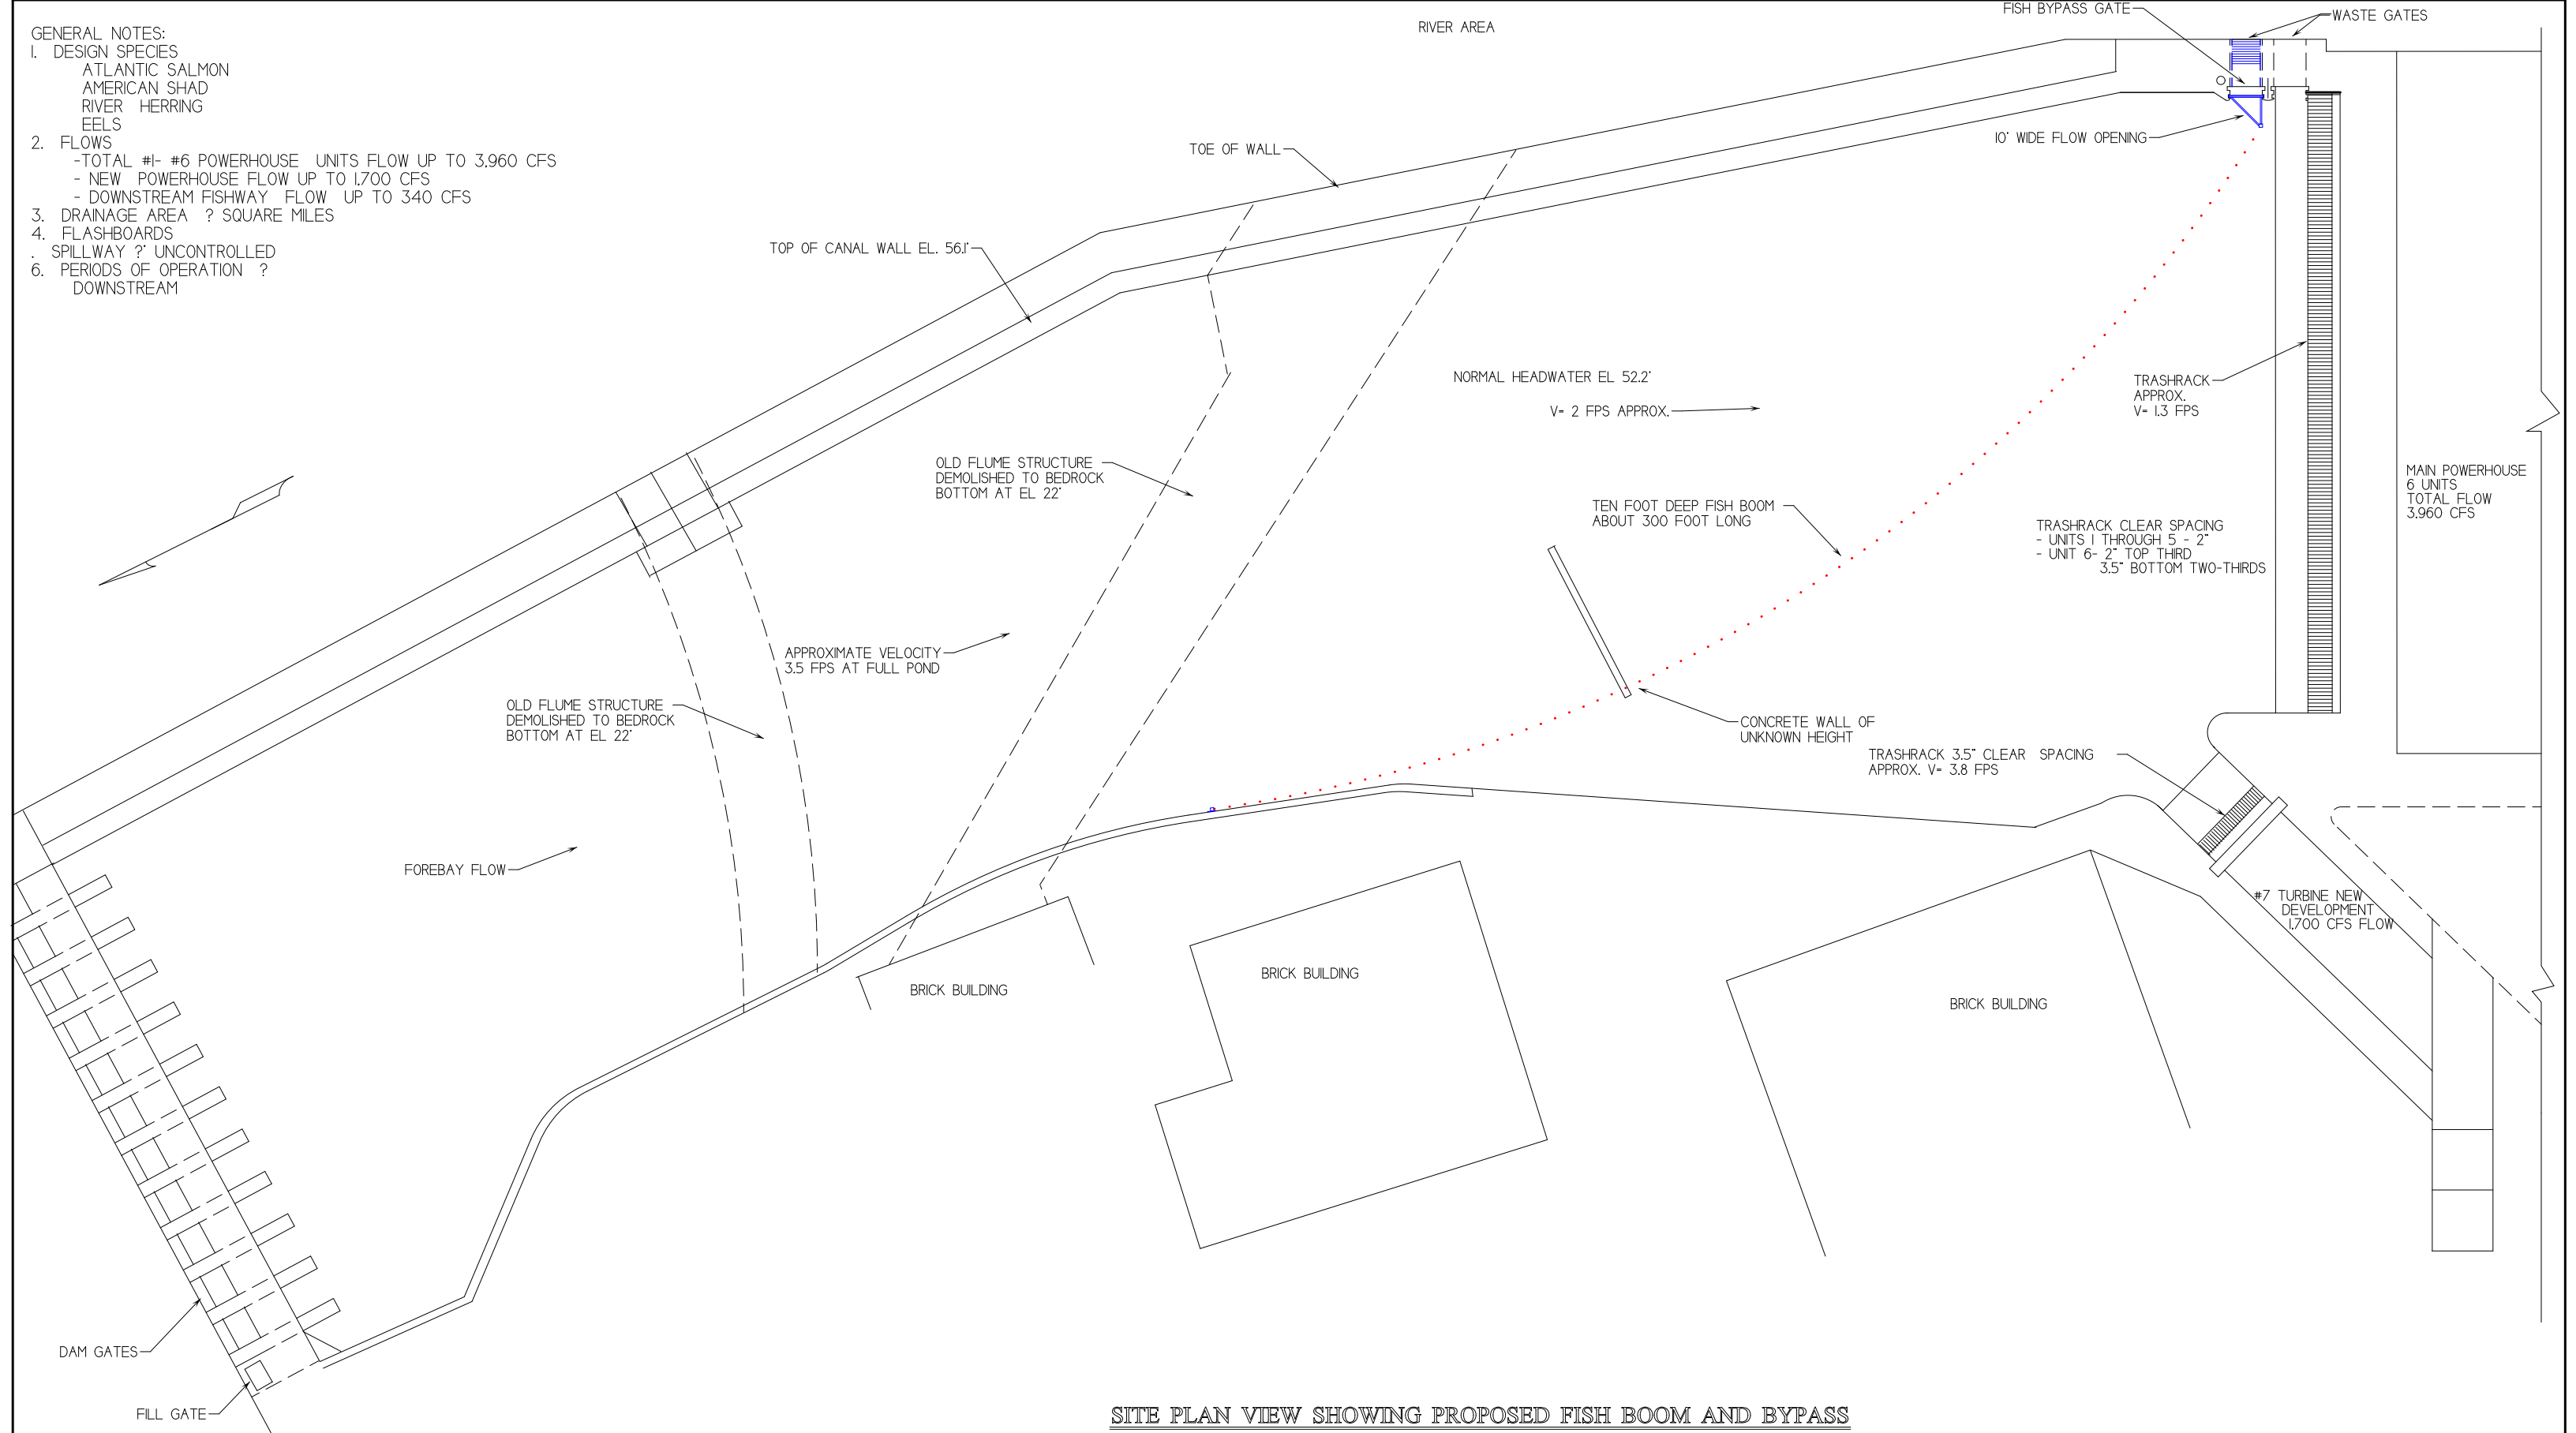 GENERAL NOTES:
1. DESIGN SPECIES
ATLANTIC SALMON
AMERICAN SHAD
RIVER HERRING
EELS
2. FLOWS
-TOTAL #1- #6 POWERHOUSE UNITS FLOW UP TO 3,960 CFS
- NEW POWERHOUSE FLOW UP TO 1,700 CFS
- DOWNSTREAM FISHWAY FLOW UP TO 340 CFS
3. DRAINAGE AREA ? SQUARE MILES
4. FLASHBOARDS
. SPILLWAY ?' UNCONTROLLED
6. PERIODS OF OPERATION ?
DOWNSTREAM
RIVER AREA
FISH BYPASS GATE
WASTE GATES
10' WIDE FLOW OPENING
TOE OF WALL
TOP OF CANAL WALL EL. 56.1'
NORMAL HEADWATER EL 52.2'
V= 2 FPS APPROX.
TRASHRACK
APPROX.
V= 1.3 FPS
OLD FLUME STRUCTURE
DEMOLISHED TO BEDROCK
BOTTOM AT EL 22'
TEN FOOT DEEP FISH BOOM
ABOUT 300 FOOT LONG
MAIN POWERHOUSE
6 UNITS
TOTAL FLOW
3,960 CFS
TRASHRACK CLEAR SPACING
- UNITS 1 THROUGH 5 - 2"
- UNIT 6- 2" TOP THIRD
3.5" BOTTOM TWO-THIRDS
APPROXIMATE VELOCITY
3.5 FPS AT FULL POND
OLD FLUME STRUCTURE
DEMOLISHED TO BEDROCK
BOTTOM AT EL 22'
CONCRETE WALL OF
UNKNOWN HEIGHT
TRASHRACK 3.5" CLEAR SPACING
APPROX. V= 3.8 FPS
FOREBAY FLOW
#7 TURBINE NEW
DEVELOPMENT
1,700 CFS FLOW
BRICK BUILDING
BRICK BUILDING
BRICK BUILDING
DAM GATES
FILL GATE
SITE PLAN VIEW SHOWING PROPOSED FISH BOOM AND BYPASS